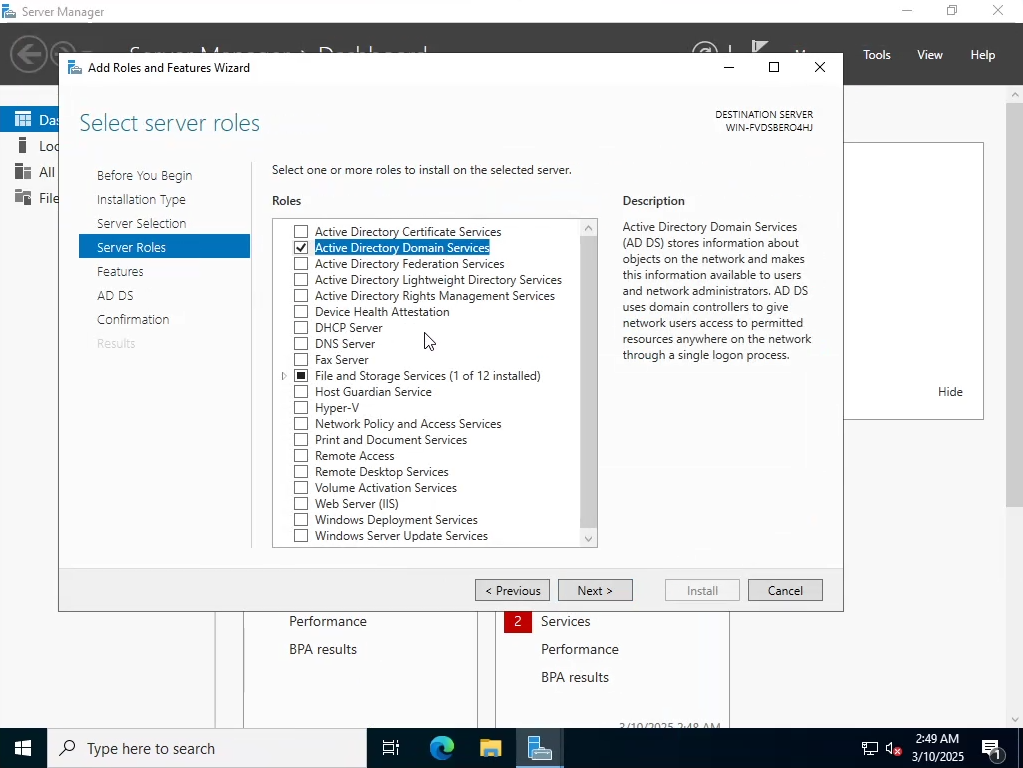 Server Manager
Server Manager › Dashboard
Tools
View
Help
Add Roles and Features Wizard
Select server roles
DESTINATION SERVER
WIN-FVDSBERO4HJ
Before You Begin
Installation Type
Server Selection
Server Roles
Features
AD DS
Confirmation
Results
Select one or more roles to install on the selected server.
Roles
Active Directory Certificate Services
Active Directory Domain Services
Active Directory Federation Services
Active Directory Lightweight Directory Services
Active Directory Rights Management Services
Device Health Attestation
DHCP Server
DNS Server
Fax Server
File and Storage Services (1 of 12 installed)
Host Guardian Service
Hyper-V
Network Policy and Access Services
Print and Document Services
Remote Access
Remote Desktop Services
Volume Activation Services
Web Server (IIS)
Windows Deployment Services
Windows Server Update Services
Description
Active Directory Domain Services
(AD DS) stores information about
objects on the network and makes
this information available to users
and network administrators. AD DS
uses domain controllers to give
network users access to permitted
resources anywhere on the network
through a single logon process.
< Previous
Next >
Install
Cancel
All
Hide
Performance
BPA results
2 Services
Performance
BPA results
3/10/2025 2:48 AM
Type here to search
2:49 AM
3/10/2025
1